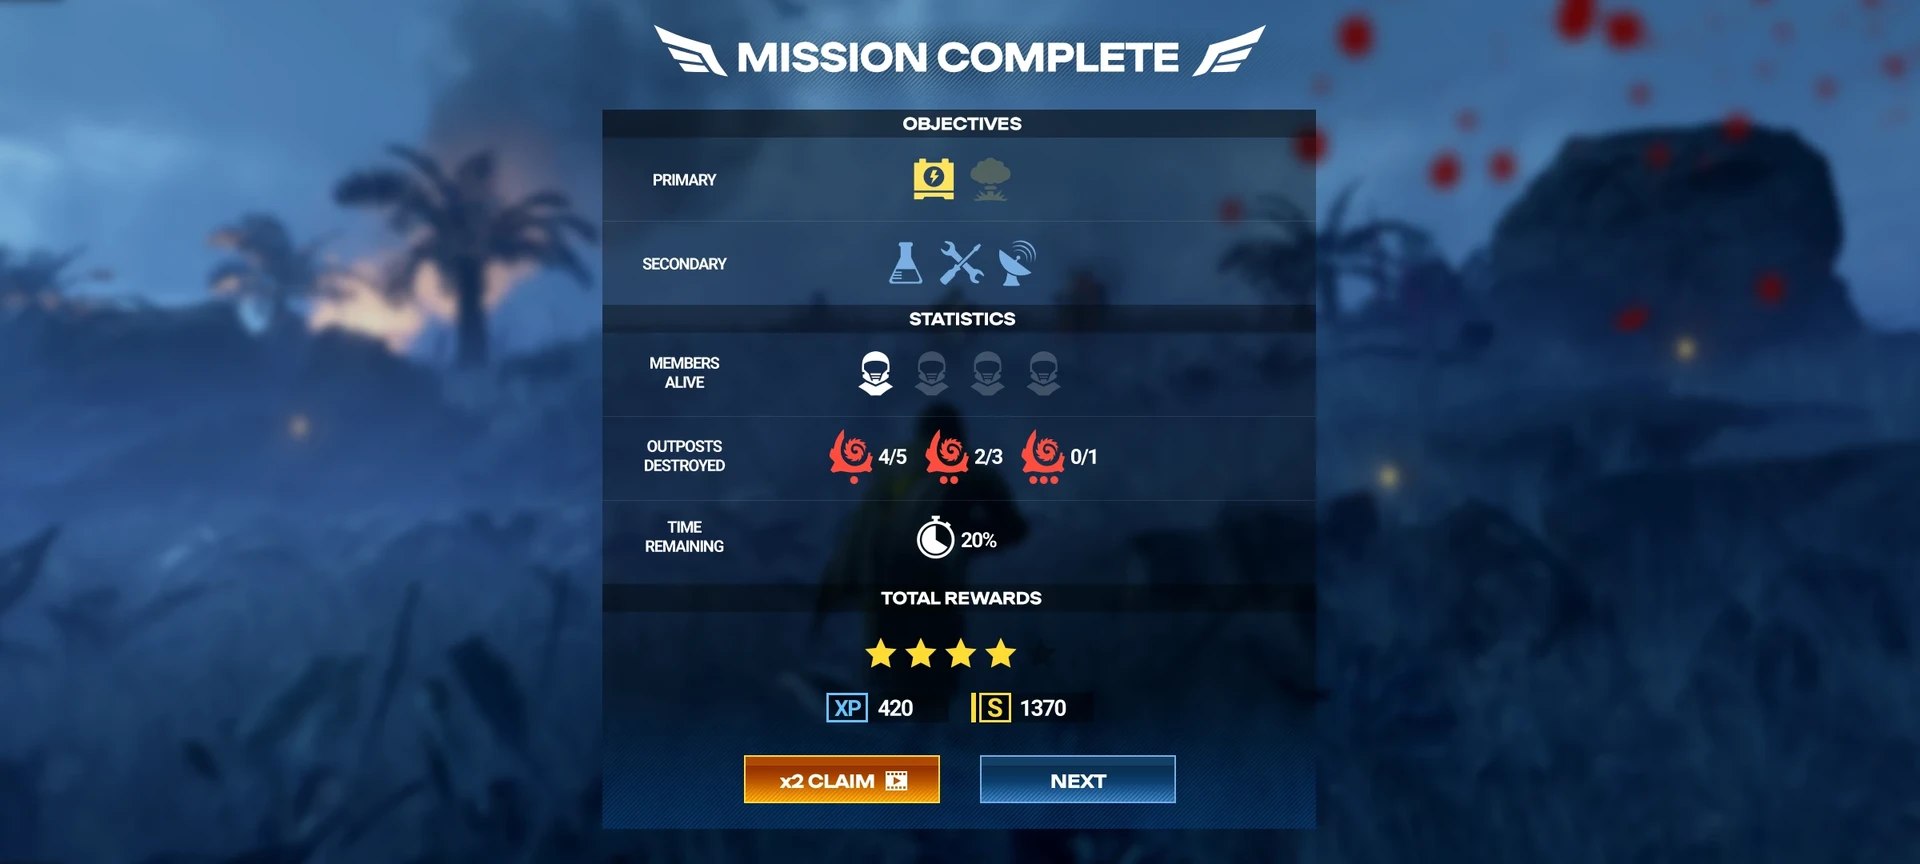 MISSION COMPLETE
OBJECTIVES
PRIMARY
SECONDARY
STATISTICS
MEMBERS
ALIVE
OUTPOSTS
DESTROYED
4/5 2/3 0/1
TIME
REMAINING
20%
TOTAL REWARDS
XP 420 S 1370
x2 CLAIM NEXT